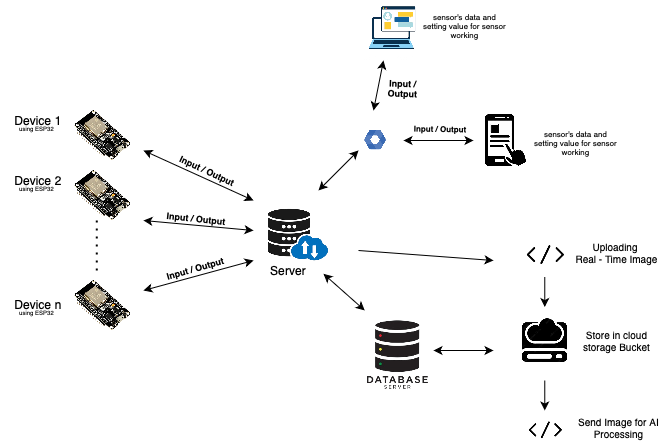 sensor's data and
setting value for sensor
working
Input /
Output
Device 1
using ESP32
Input / Output
Input / Output
sensor's data and
setting value for sensor
working
Device 2
using ESP32
Input / Output
Input / Output
Device n
using ESP32
Server
</>
Uploading
Real - Time Image
Store in cloud
storage Bucket
DATABASE
SERVER
</>
Send Image for AI
Processing